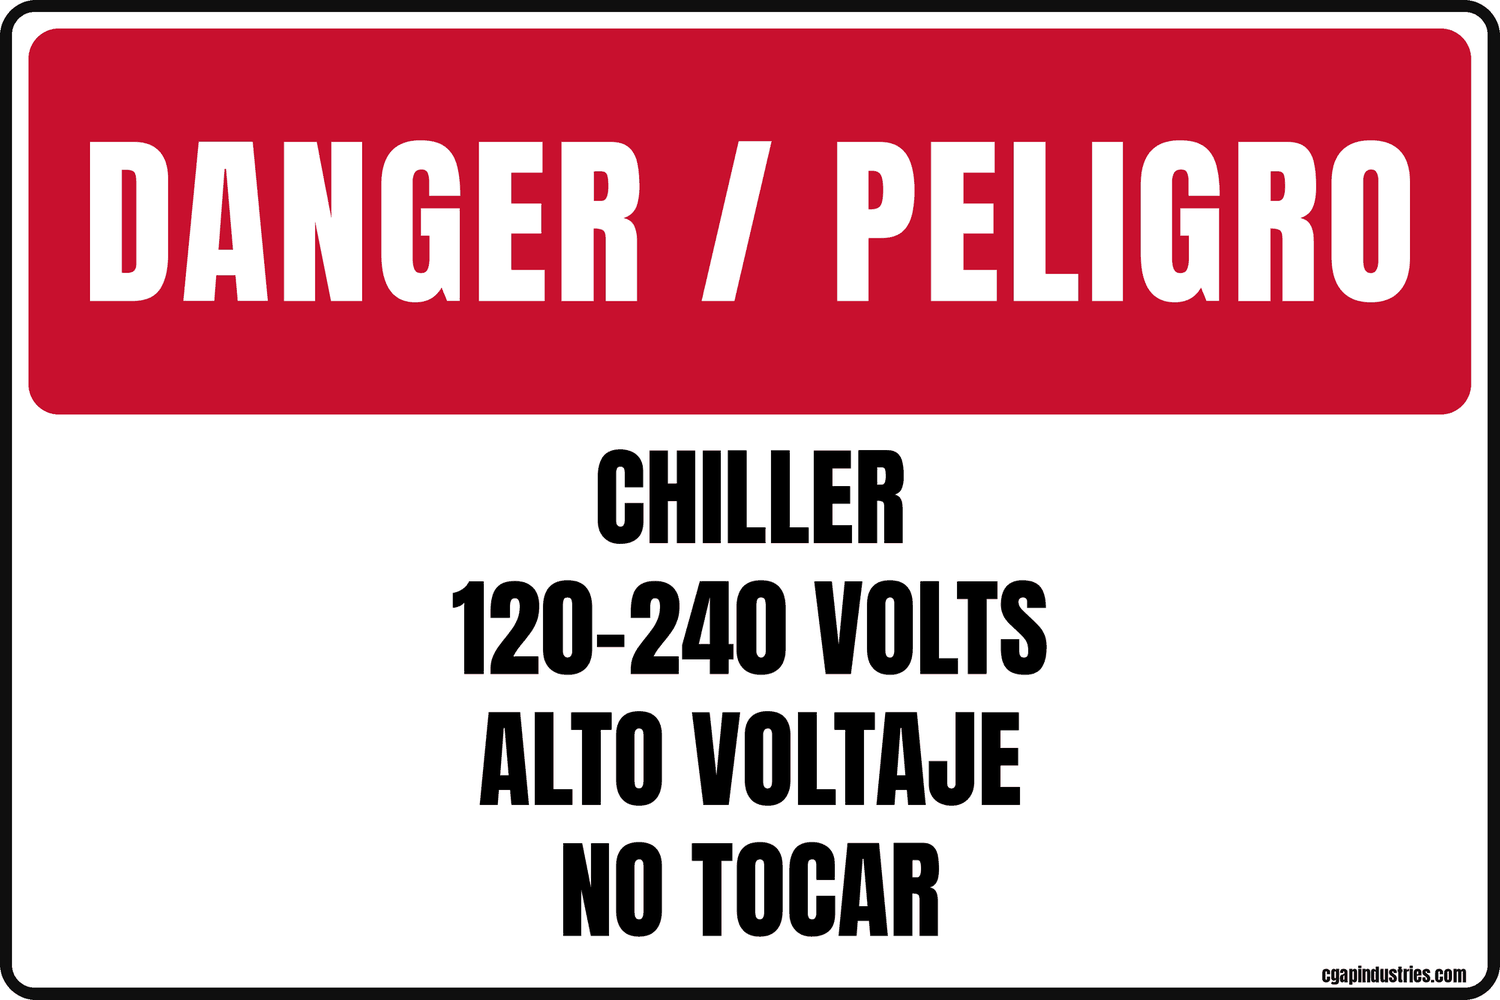 DANGER / PELIGRO
CHILLER
120-240 VOLTS
ALTO VOLTAJE
NO TOCAR
cgapindustries.com